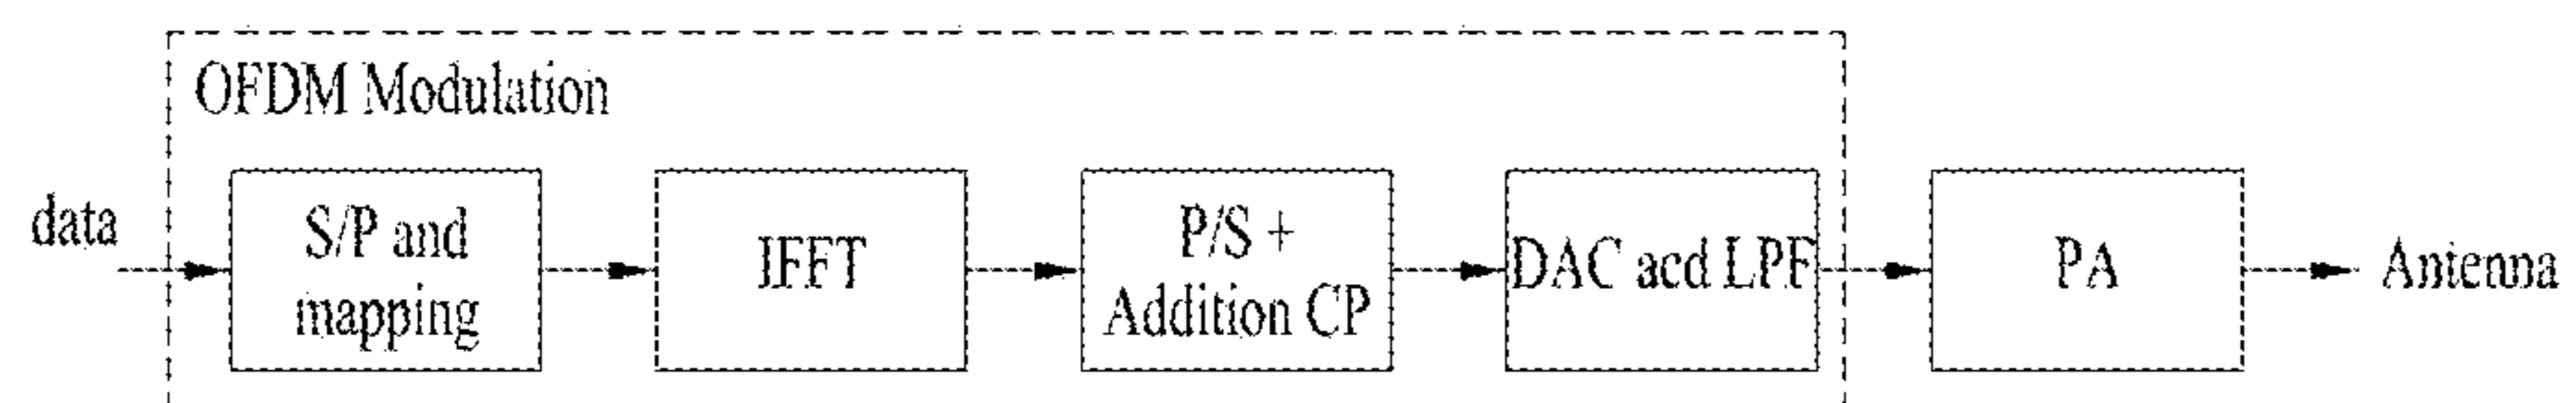 OFDM Modulation
data
S/P and
mapping
IFFT
P/S +
Addition CP
DAC acd LPF
PA
Antenna